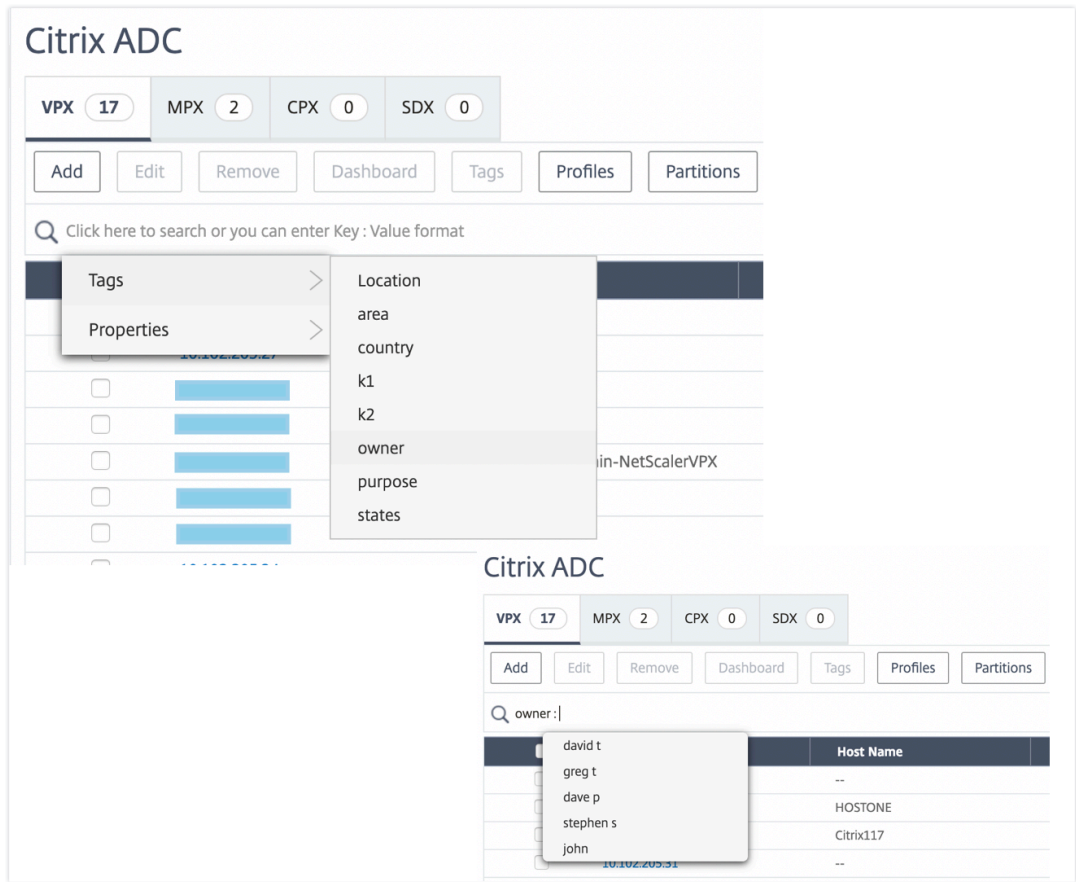 Citrix ADC
VPX 17 MPX 2 CPX 0 SDX 0
Add Edit Remove Dashboard Tags Profiles Partitions
Click here to search or you can enter Key : Value format
Tags
Properties
Location
area
country
k1
k2
owner
purpose
states
in-NetScalerVPX
Citrix ADC
VPX 17 MPX 2 CPX 0 SDX 0
Add Edit Remove Dashboard Tags Profiles Partitions
owner :
Host Name
david t
greg t
dave p
stephen s
john
--
HOSTONE
Citrix117
10.102.205.31 --